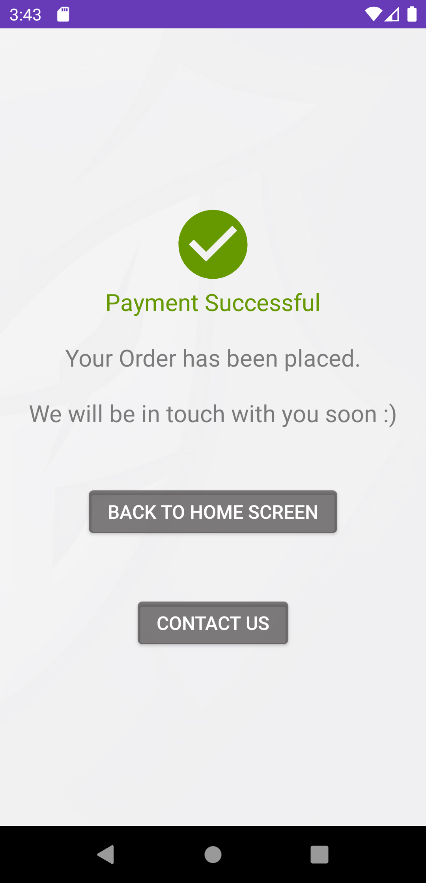 3:43
Payment Successful
Your Order has been placed.
We will be in touch with you soon :)
BACK TO HOME SCREEN
CONTACT US